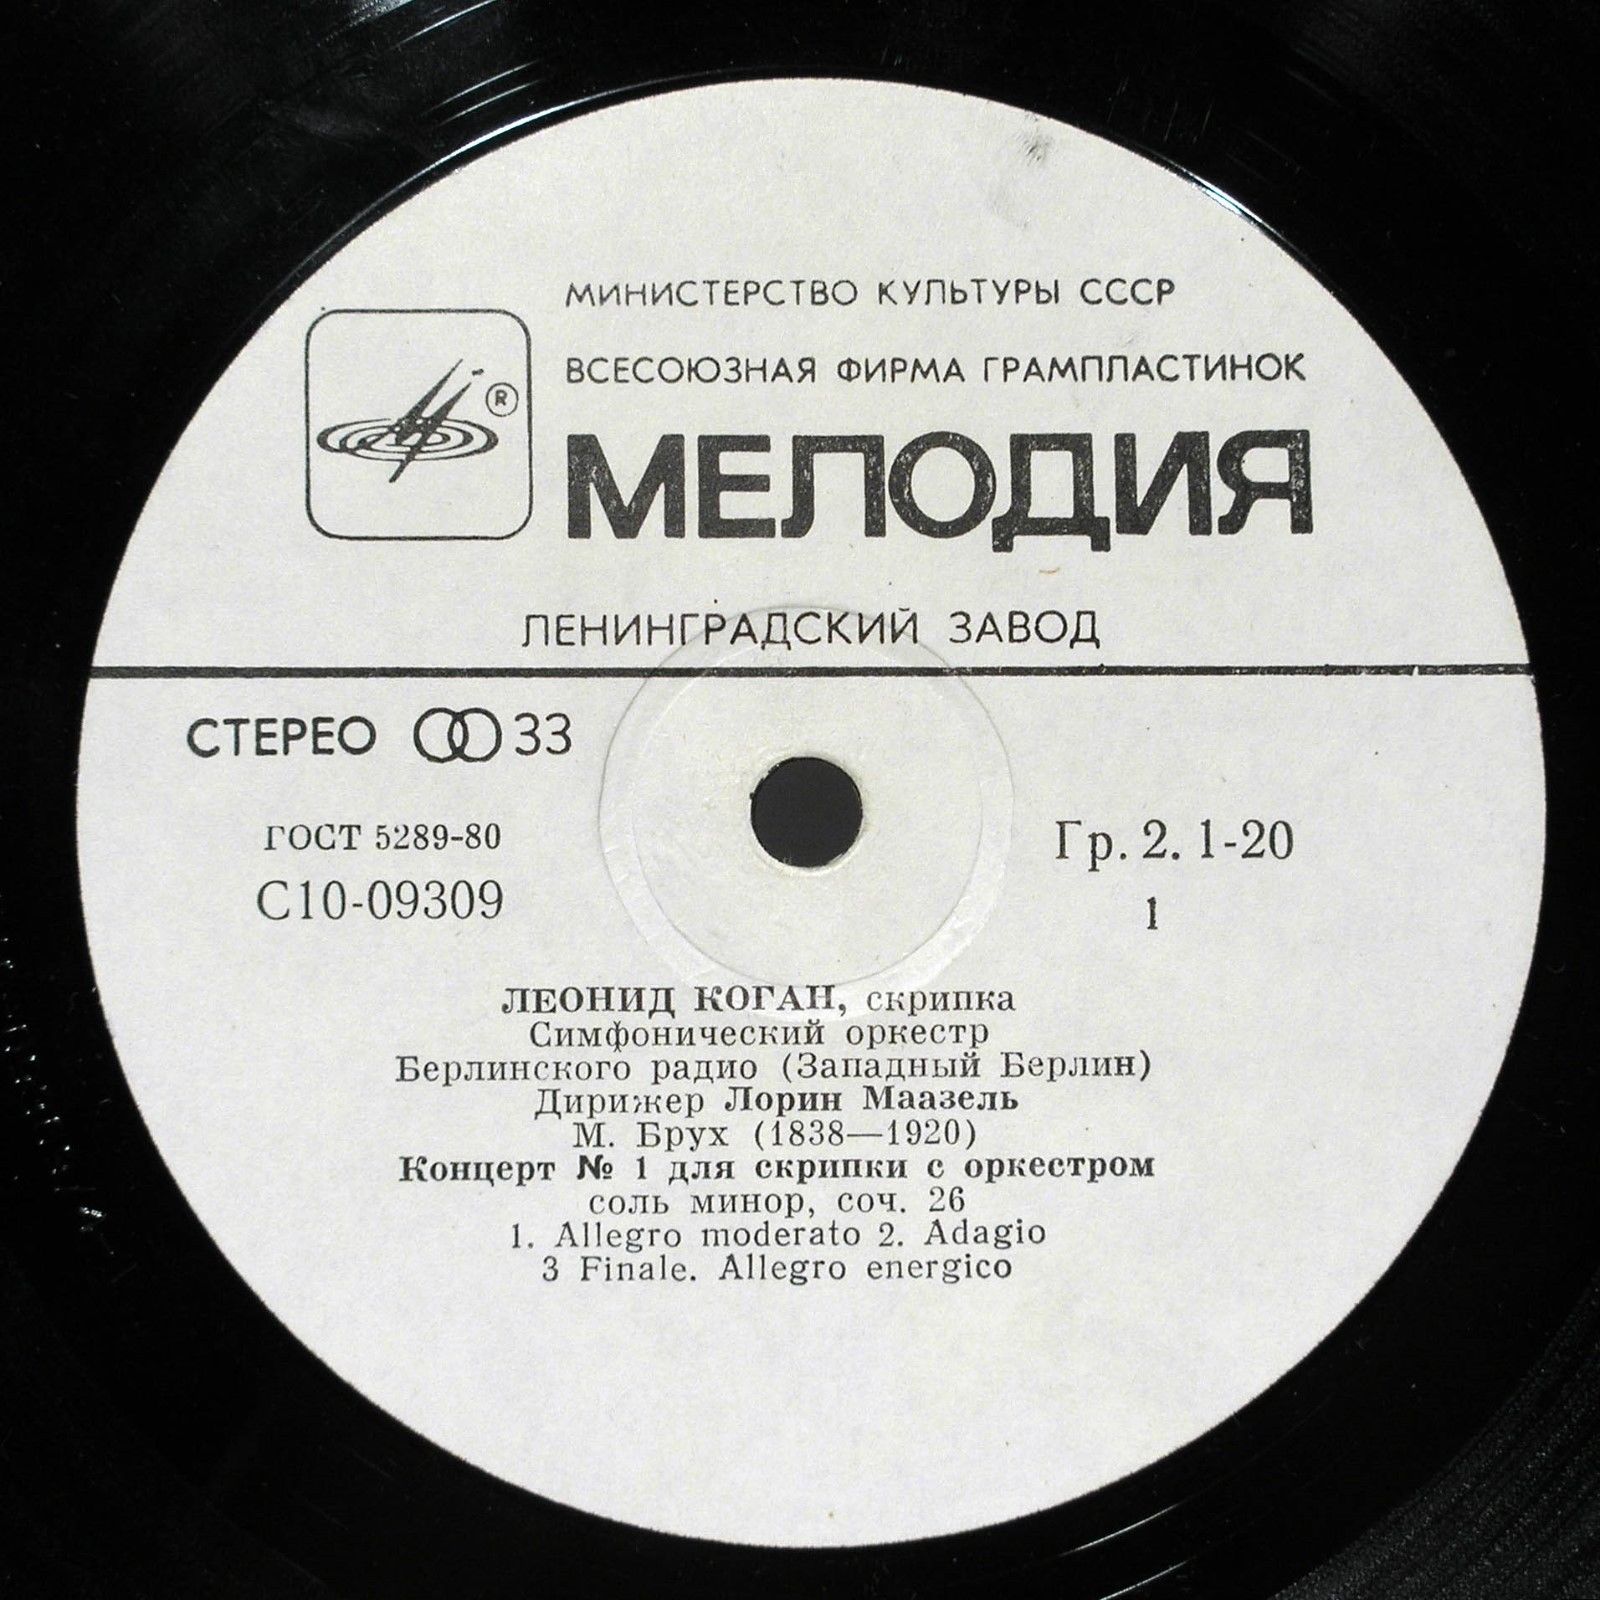 МИНИСТЕРСТВО КУЛЬТУРЫ СССР
ВСЕСОЮЗНАЯ ФИРМА ГРАМПЛАСТИНОК
®
МЕЛОДИЯ
ЛЕНИНГРАДСКИЙ ЗАВОД
СТЕРЕО 33
ГОСТ 5289-80
Гр. 2. 1-20
С10-09309
1
ЛЕОНИД КОГАН, скрипка
Симфонический оркестр
Берлинского радио (Западный Берлин)
Дирижер Лорин Маазель
М. Брух (1838—1920)
Концерт № 1 для скрипки с оркестром
соль минор, соч. 26
1. Allegro moderato 2. Adagio
3 Finale. Allegro energico